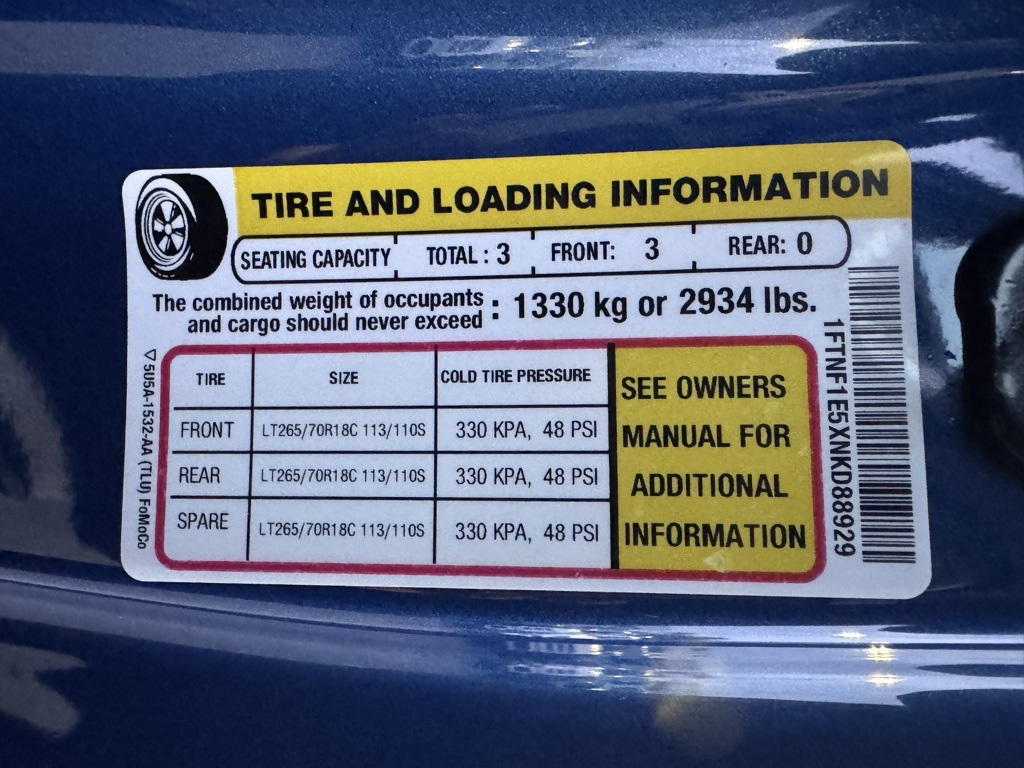 TIRE AND LOADING INFORMATION
SEATING CAPACITY TOTAL : 3 FRONT: 3 REAR: 0
The combined weight of occupants
and cargo should never exceed : 1330 kg or 2934 lbs.
TIRE SIZE COLD TIRE PRESSURE
FRONT LT265/70R18C 113/110S 330 KPA, 48 PSI
REAR LT265/70R18C 113/110S 330 KPA, 48 PSI
SPARE LT265/70R18C 113/110S 330 KPA, 48 PSI
SEE OWNERS
MANUAL FOR
ADDITIONAL
INFORMATION
5U5A-1532-AA (TLU) FoMoCo
1FTNF1E5XNKD88929